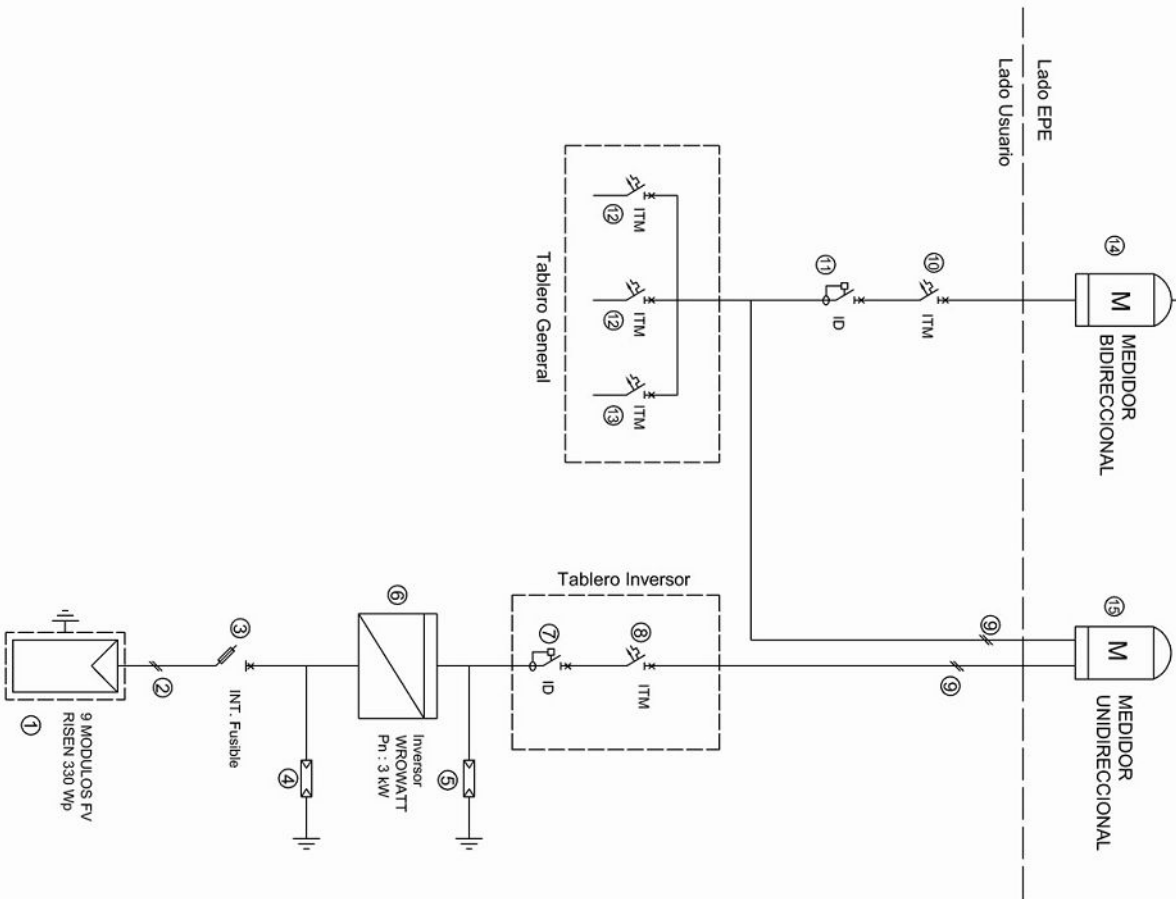 Lado EPE
Lado Usuario
14
M
MEDIDOR
BIDIRECCIONAL
15
M
MEDIDOR
UNIDIRECCIONAL
10
ITM
11
ID
9
9
Tablero General
12
ITM
12
ITM
13
ITM
Tablero Inversor
8
ITM
7
ID
6
Inversor
WROWATT
Pn : 3 kW
5
4
3
INT. Fusible
2
1
9 MODULOS FV
RISEN 330 Wp